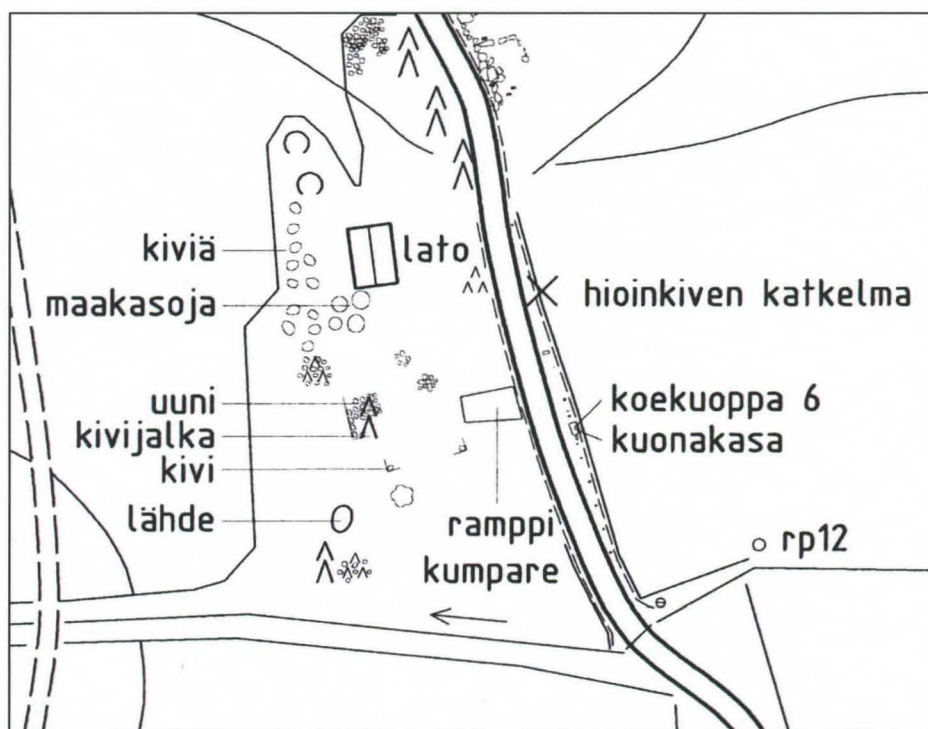 kiviä
lato
maakasoja
hioinkiven katkelma
uuni
kivijalka
koekuoppa 6
kuonakasa
kivi
lähde
ramppi
kumpare
rp12